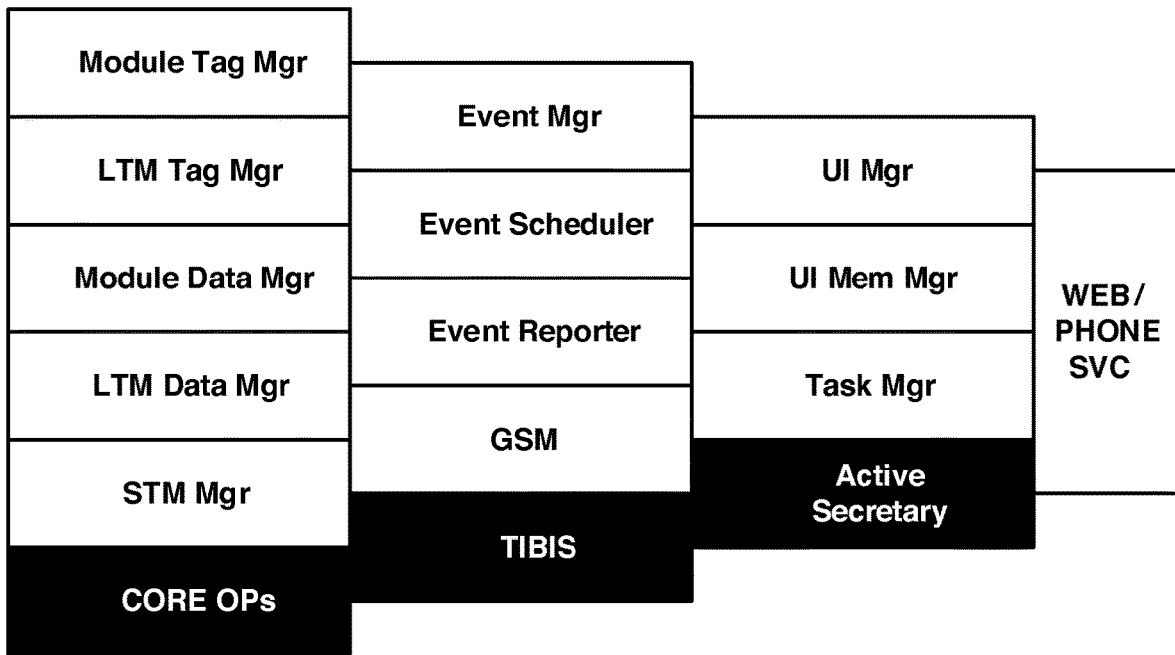 Module Tag Mgr
LTM Tag Mgr
Module Data Mgr
LTM Data Mgr
STM Mgr
CORE OPs
Event Mgr
Event Scheduler
Event Reporter
GSM
TIBIS
UI Mgr
UI Mem Mgr
Task Mgr
Active
Secretary
WEB/
PHONE
SVC